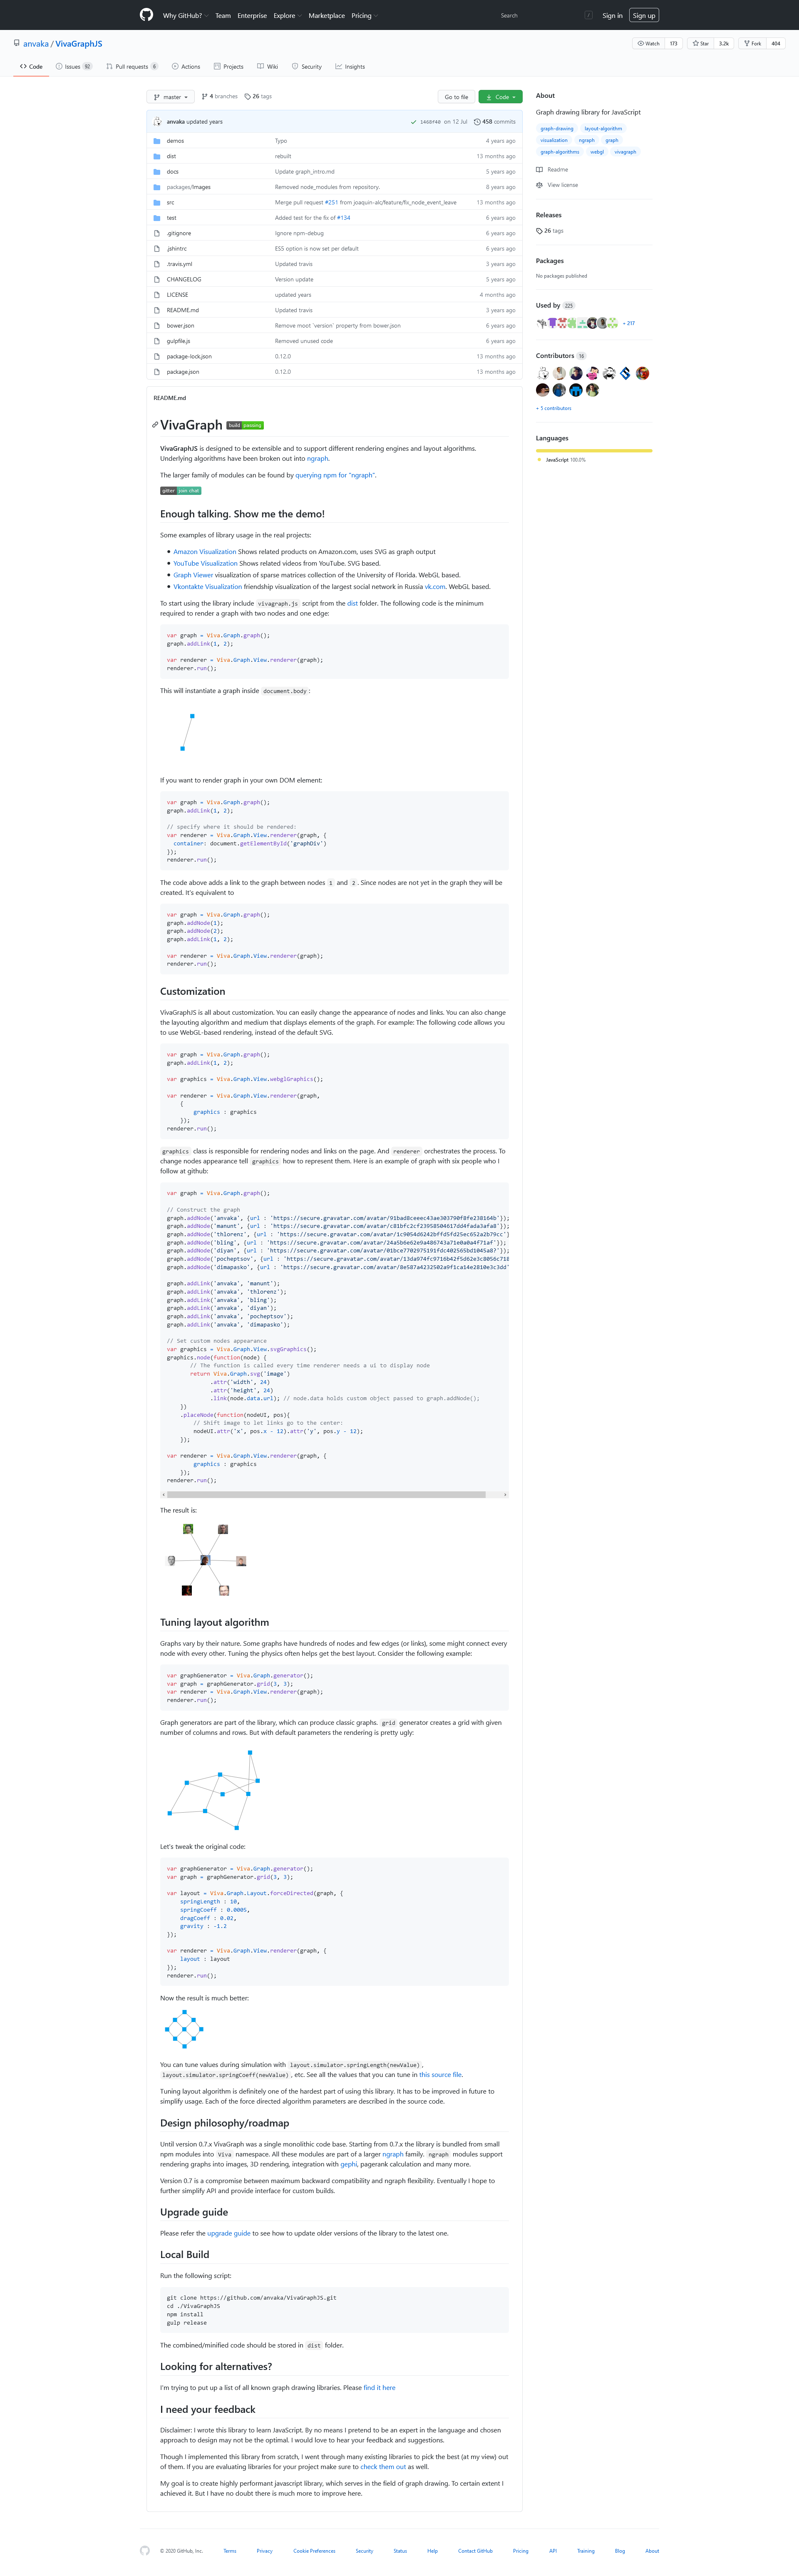 Why GitHub? Team Enterprise Explore Marketplace Pricing Search / Sign in Sign up
anvaka / VivaGraphJS Watch 173 Star 3.2k Fork 404
Code Issues 92 Pull requests 6 Actions Projects Wiki Security Insights
master 4 branches 26 tags Go to file Code
anvaka updated years on 12 Jul 458 commits
demos Typo 4 years ago
dist rebuilt 13 months ago
docs Update graph_intro.md 5 years ago
packages/Images Removed node_modules from repository. 8 years ago
src Merge pull request #251 from joaquin-alc/feature/fix_node_event_leave 13 months ago
test Added test for the fix of #134 6 years ago
.gitignore Ignore npm-debug 6 years ago
.jshintrc ES5 option is now set per default 6 years ago
.travis.yml Updated travis 3 years ago
CHANGELOG Version update 5 years ago
LICENSE updated years 4 months ago
README.md Updated travis 3 years ago
bower.json Remove moot `version` property from bower.json 6 years ago
gulpfile.js Removed unused code 6 years ago
package-lock.json 0.12.0 13 months ago
package.json 0.12.0 13 months ago
About
Graph drawing library for JavaScript
graph-drawing layout-algorithm
visualization ngraph graph
graph-algorithms webgl vivagraph
Readme
View license
Releases
26 tags
Packages
No packages published
Used by 225
+ 217
Contributors 16
+ 5 contributors
Languages
JavaScript 100.0%
README.md
VivaGraph build passing
VivaGraphJS is designed to be extensible and to support different rendering engines and layout algorithms.
Underlying algorithms have been broken out into ngraph.
The larger family of modules can be found by querying npm for "ngraph".
gitter join chat
Enough talking. Show me the demo!
Some examples of library usage in the real projects:
Amazon Visualization Shows related products on Amazon.com, uses SVG as graph output
YouTube Visualization Shows related videos from YouTube. SVG based.
Graph Viewer visualization of sparse matrices collection of the University of Florida. WebGL based.
Vkontakte Visualization friendship visualization of the largest social network in Russia vk.com. WebGL based.
To start using the library include vivagraph.js script from the dist folder. The following code is the minimum
required to render a graph with two nodes and one edge:
var graph = Viva.Graph.graph();
graph.addLink(1, 2);
var renderer = Viva.Graph.View.renderer(graph);
renderer.run();
This will instantiate a graph inside document.body :
If you want to render graph in your own DOM element:
var graph = Viva.Graph.graph();
graph.addLink(1, 2);
// specify where it should be rendered:
var renderer = Viva.Graph.View.renderer(graph, {
container: document.getElementById('graphDiv')
});
renderer.run();
The code above adds a link to the graph between nodes 1 and 2 . Since nodes are not yet in the graph they will be
created. It's equivalent to
var graph = Viva.Graph.graph();
graph.addNode(1);
graph.addNode(2);
graph.addLink(1, 2);
var renderer = Viva.Graph.View.renderer(graph);
renderer.run();
Customization
VivaGraphJS is all about customization. You can easily change the appearance of nodes and links. You can also change
the layouting algorithm and medium that displays elements of the graph. For example: The following code allows you
to use WebGL-based rendering, instead of the default SVG.
var graph = Viva.Graph.graph();
graph.addLink(1, 2);
var graphics = Viva.Graph.View.webglGraphics();
var renderer = Viva.Graph.View.renderer(graph,
{
graphics : graphics
});
renderer.run();
graphics class is responsible for rendering nodes and links on the page. And renderer orchestrates the process. To
change nodes appearance tell graphics how to represent them. Here is an example of graph with six people who I
follow at github:
var graph = Viva.Graph.graph();
// Construct the graph
graph.addNode('anvaka', {url : 'https://secure.gravatar.com/avatar/91bad8ceeec43ae303790f8fe238164b'});
graph.addNode('manunt', {url : 'https://secure.gravatar.com/avatar/c81bfc2cf23958504617dd4fada3afa8'});
graph.addNode('thlorenz', {url : 'https://secure.gravatar.com/avatar/1c9054d6242bffd5fd25ec652a2b79cc'}
graph.addNode('bling', {url : 'https://secure.gravatar.com/avatar/24a5b6e62e9a486743a71e0a0a4f71af'});
graph.addNode('diyan', {url : 'https://secure.gravatar.com/avatar/01bce7702975191fdc402565bd1045a8?'});
graph.addNode('pocheptsov', {url : 'https://secure.gravatar.com/avatar/13da974fc9716b42f5d62e3c8056c718
graph.addNode('dimapasko', {url : 'https://secure.gravatar.com/avatar/8e587a4232502a9f1ca14e2810e3c3dd'
graph.addLink('anvaka', 'manunt');
graph.addLink('anvaka', 'thlorenz');
graph.addLink('anvaka', 'bling');
graph.addLink('anvaka', 'diyan');
graph.addLink('anvaka', 'pocheptsov');
graph.addLink('anvaka', 'dimapasko');
// Set custom nodes appearance
var graphics = Viva.Graph.View.svgGraphics();
graphics.node(function(node) {
// The function is called every time renderer needs a ui to display node
return Viva.Graph.svg('image')
.attr('width', 24)
.attr('height', 24)
.link(node.data.url); // node.data holds custom object passed to graph.addNode();
})
.placeNode(function(nodeUI, pos){
// Shift image to let links go to the center:
nodeUI.attr('x', pos.x - 12).attr('y', pos.y - 12);
});
var renderer = Viva.Graph.View.renderer(graph, {
graphics : graphics
});
renderer.run();
The result is:
Tuning layout algorithm
Graphs vary by their nature. Some graphs have hundreds of nodes and few edges (or links), some might connect every
node with every other. Tuning the physics often helps get the best layout. Consider the following example:
var graphGenerator = Viva.Graph.generator();
var graph = graphGenerator.grid(3, 3);
var renderer = Viva.Graph.View.renderer(graph);
renderer.run();
Graph generators are part of the library, which can produce classic graphs. grid generator creates a grid with given
number of columns and rows. But with default parameters the rendering is pretty ugly:
Let's tweak the original code:
var graphGenerator = Viva.Graph.generator();
var graph = graphGenerator.grid(3, 3);
var layout = Viva.Graph.Layout.forceDirected(graph, {
springLength : 10,
springCoeff : 0.0005,
dragCoeff : 0.02,
gravity : -1.2
});
var renderer = Viva.Graph.View.renderer(graph, {
layout : layout
});
renderer.run();
Now the result is much better:
You can tune values during simulation with layout.simulator.springLength(newValue) ,
layout.simulator.springCoeff(newValue) , etc. See all the values that you can tune in this source file.
Tuning layout algorithm is definitely one of the hardest part of using this library. It has to be improved in future to
simplify usage. Each of the force directed algorithm parameters are described in the source code.
Design philosophy/roadmap
Until version 0.7.x VivaGraph was a single monolithic code base. Starting from 0.7.x the library is bundled from small
npm modules into Viva namespace. All these modules are part of a larger ngraph family. ngraph modules support
rendering graphs into images, 3D rendering, integration with gephi, pagerank calculation and many more.
Version 0.7 is a compromise between maximum backward compatibility and ngraph flexibility. Eventually I hope to
further simplify API and provide interface for custom builds.
Upgrade guide
Please refer the upgrade guide to see how to update older versions of the library to the latest one.
Local Build
Run the following script:
git clone https://github.com/anvaka/VivaGraphJS.git
cd ./VivaGraphJS
npm install
gulp release
The combined/minified code should be stored in dist folder.
Looking for alternatives?
I'm trying to put up a list of all known graph drawing libraries. Please find it here
I need your feedback
Disclaimer: I wrote this library to learn JavaScript. By no means I pretend to be an expert in the language and chosen
approach to design may not be the optimal. I would love to hear your feedback and suggestions.
Though I implemented this library from scratch, I went through many existing libraries to pick the best (at my view) out
of them. If you are evaluating libraries for your project make sure to check them out as well.
My goal is to create highly performant javascript library, which serves in the field of graph drawing. To certain extent I
achieved it. But I have no doubt there is much more to improve here.
© 2020 GitHub, Inc. Terms Privacy Cookie Preferences Security Status Help Contact GitHub Pricing API Training Blog About